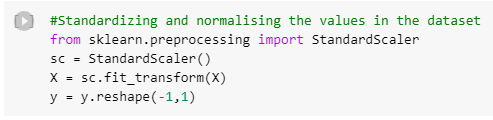 #Standardizing and normalising the values in the dataset
from sklearn.preprocessing import StandardScaler
sc = StandardScaler()
X = sc.fit_transform(X)
y = y.reshape(-1,1)